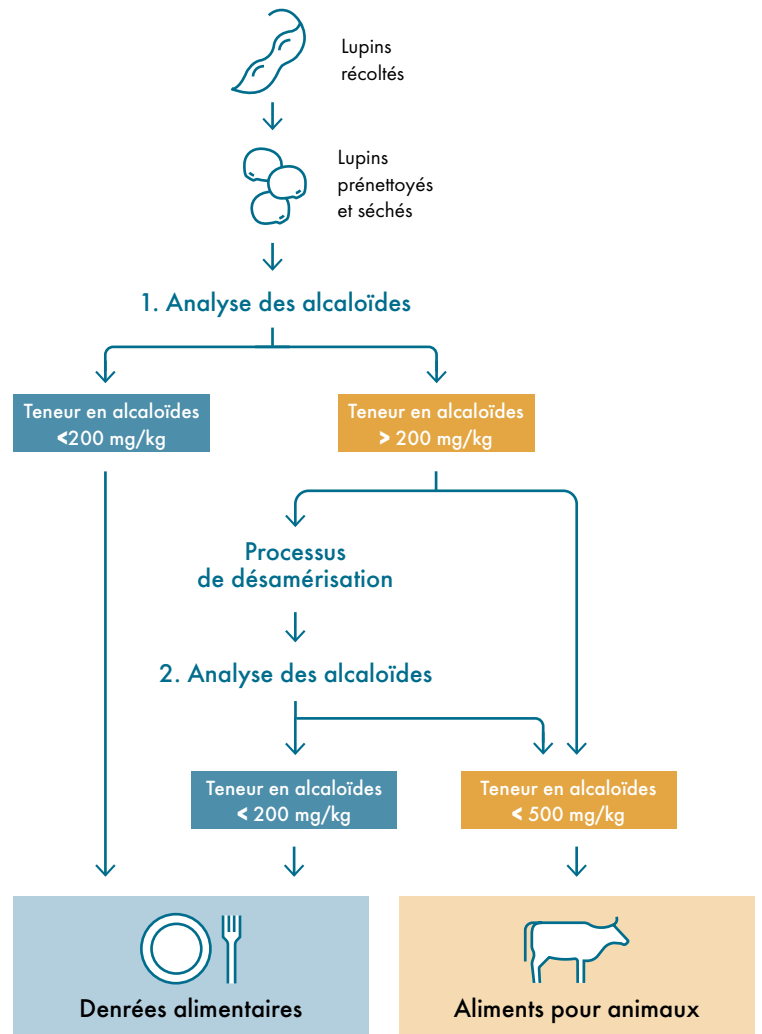 Lupins
récoltés
Lupins
prénettoyés
et séchés
1. Analyse des alcaloïdes
Teneur en alcaloïdes
<200 mg/kg
Teneur en alcaloïdes
> 200 mg/kg
Processus
de désamérisation
2. Analyse des alcaloïdes
Teneur en alcaloïdes
< 200 mg/kg
Teneur en alcaloïdes
< 500 mg/kg
Denrées alimentaires
Aliments pour animaux